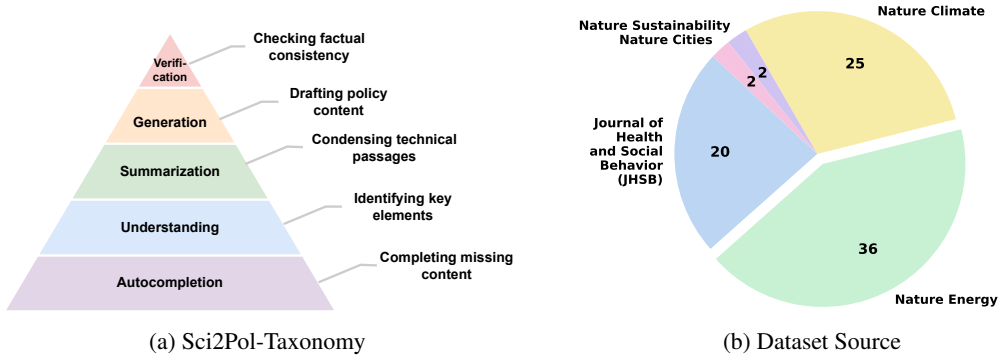 Verifi-
cation
Checking factual
consistency
Generation
Drafting policy
content
Summarization
Condensing technical
passages
Understanding
Identifying key
elements
Autocompletion
Completing missing
content
(a) Sci2Pol-Taxonomy
Nature Climate
25
Nature Sustainability
2
Nature Cities
2
Journal of
Health
and Social
Behavior
(JHSB)
20
36
Nature Energy
(b) Dataset Source